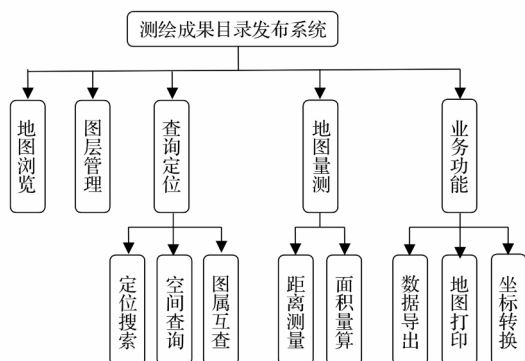 测绘成果目录发布系统
地图浏览
图层管理
查询定位
地图量测
业务功能
定位搜索
空间查询
图属互查
距离测量
面积量算
数据导出
地图打印
坐标转换